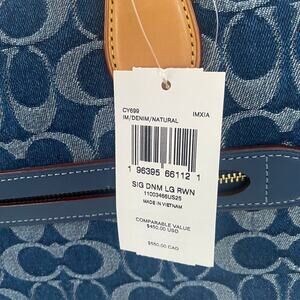 CY699 IMX/A
IM/DENIM/NATURAL
1 96395 66112 1
SIG DNM LG RWN
11003466US25
MADE IN VIETNAM
COMPARABLE VALUE
$450.00 USD
$550.00 CAD